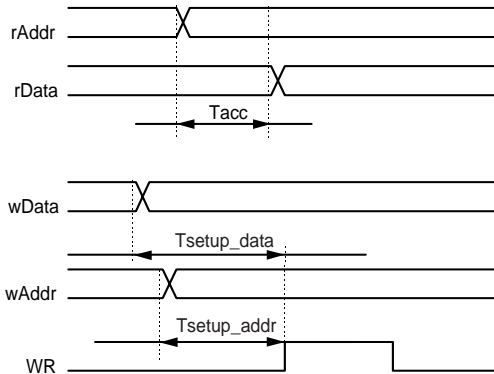 rAddr
rData
Tacc
wData
Tsetup_data
wAddr
Tsetup_addr
WR